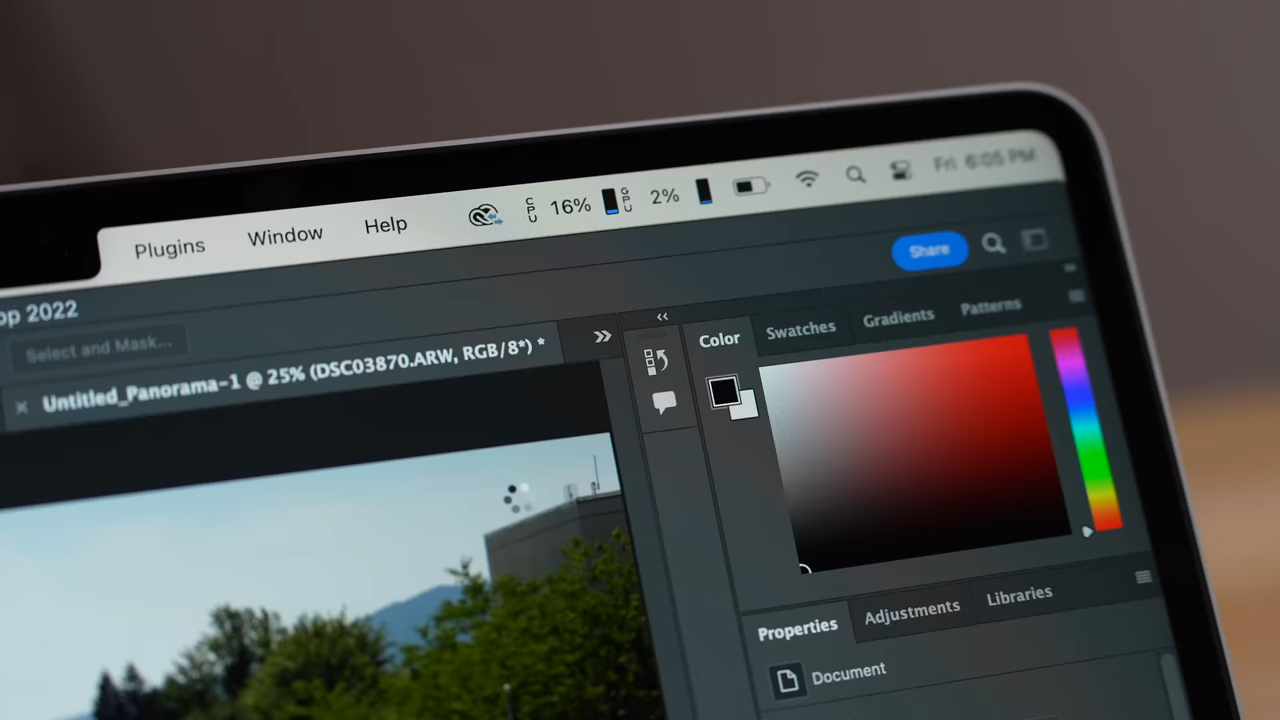 Plugins Window Help CPU 16% GPU 2% Fri 6:05 PM
op 2022
Share
Select and Mask...
Untitled_Panorama-1 @ 25% (DSC03870.ARW, RGB/8*) *
Color Swatches Gradients Patterns
Properties Adjustments Libraries
Document